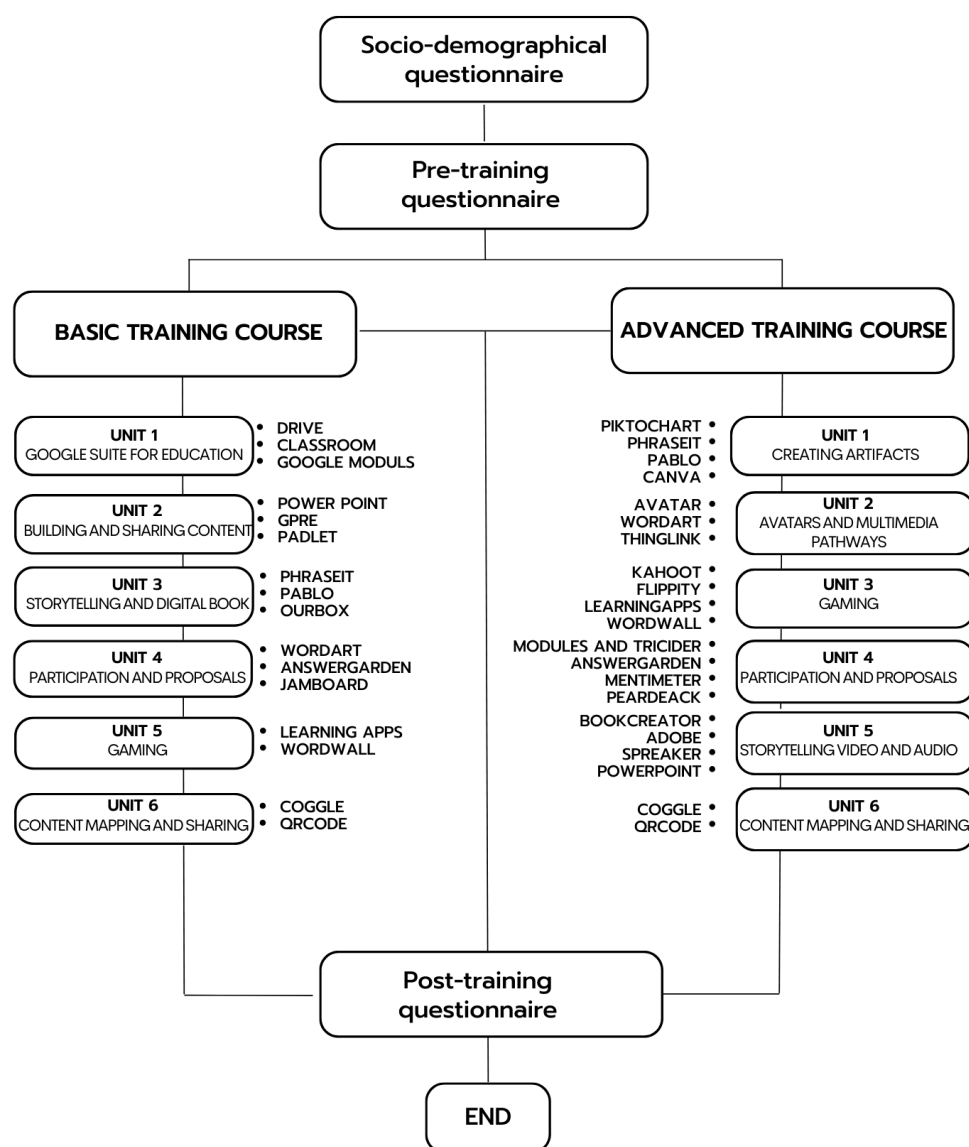 Socio-demographical
questionnaire
Pre-training
questionnaire
BASIC TRAINING COURSE
UNIT 1
GOOGLE SUITE FOR EDUCATION
• DRIVE
• CLASSROOM
• GOOGLE MODULS
UNIT 2
BUILDING AND SHARING CONTENT
• POWER POINT
• GPRE
• PADLET
UNIT 3
STORYTELLING AND DIGITAL BOOK
• PHRASEIT
• PABLO
• OURBOX
UNIT 4
PARTICIPATION AND PROPOSALS
• WORDART
• ANSWERGARDEN
• JAMBOARD
UNIT 5
GAMING
• LEARNING APPS
• WORDWALL
UNIT 6
CONTENT MAPPING AND SHARING
• COGGLE
• QRCODE
ADVANCED TRAINING COURSE
PIKTOCHART •
PHRASEIT •
PABLO •
CANVA •
UNIT 1
CREATING ARTIFACTS
AVATAR •
WORDART •
THINGLINK •
UNIT 2
AVATARS AND MULTIMEDIA
PATHWAYS
KAHOOT •
FLIPPITY •
LEARNINGAPPS •
WORDWALL •
UNIT 3
GAMING
MODULES AND TRICIDER •
ANSWERGARDEN •
MENTIMETER •
PEARDEACK •
UNIT 4
PARTICIPATION AND PROPOSALS
BOOKCREATOR •
ADOBE •
SPREAKER •
POWERPOINT •
UNIT 5
STORYTELLING VIDEO AND AUDIO
COGGLE •
QRCODE •
UNIT 6
CONTENT MAPPING AND SHARING
Post-training
questionnaire
END